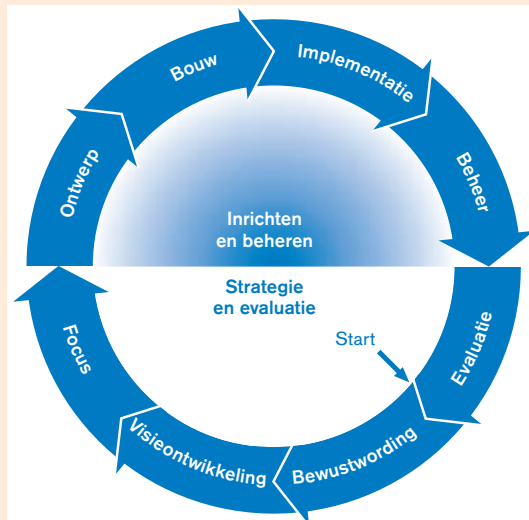 Bouw
Implementatie
Ontwerp
Beheer
Inrichten
en beheren
Strategie
en evaluatie
Start
Focus
Evaluatie
Visieontwikkeling
Bewustwording